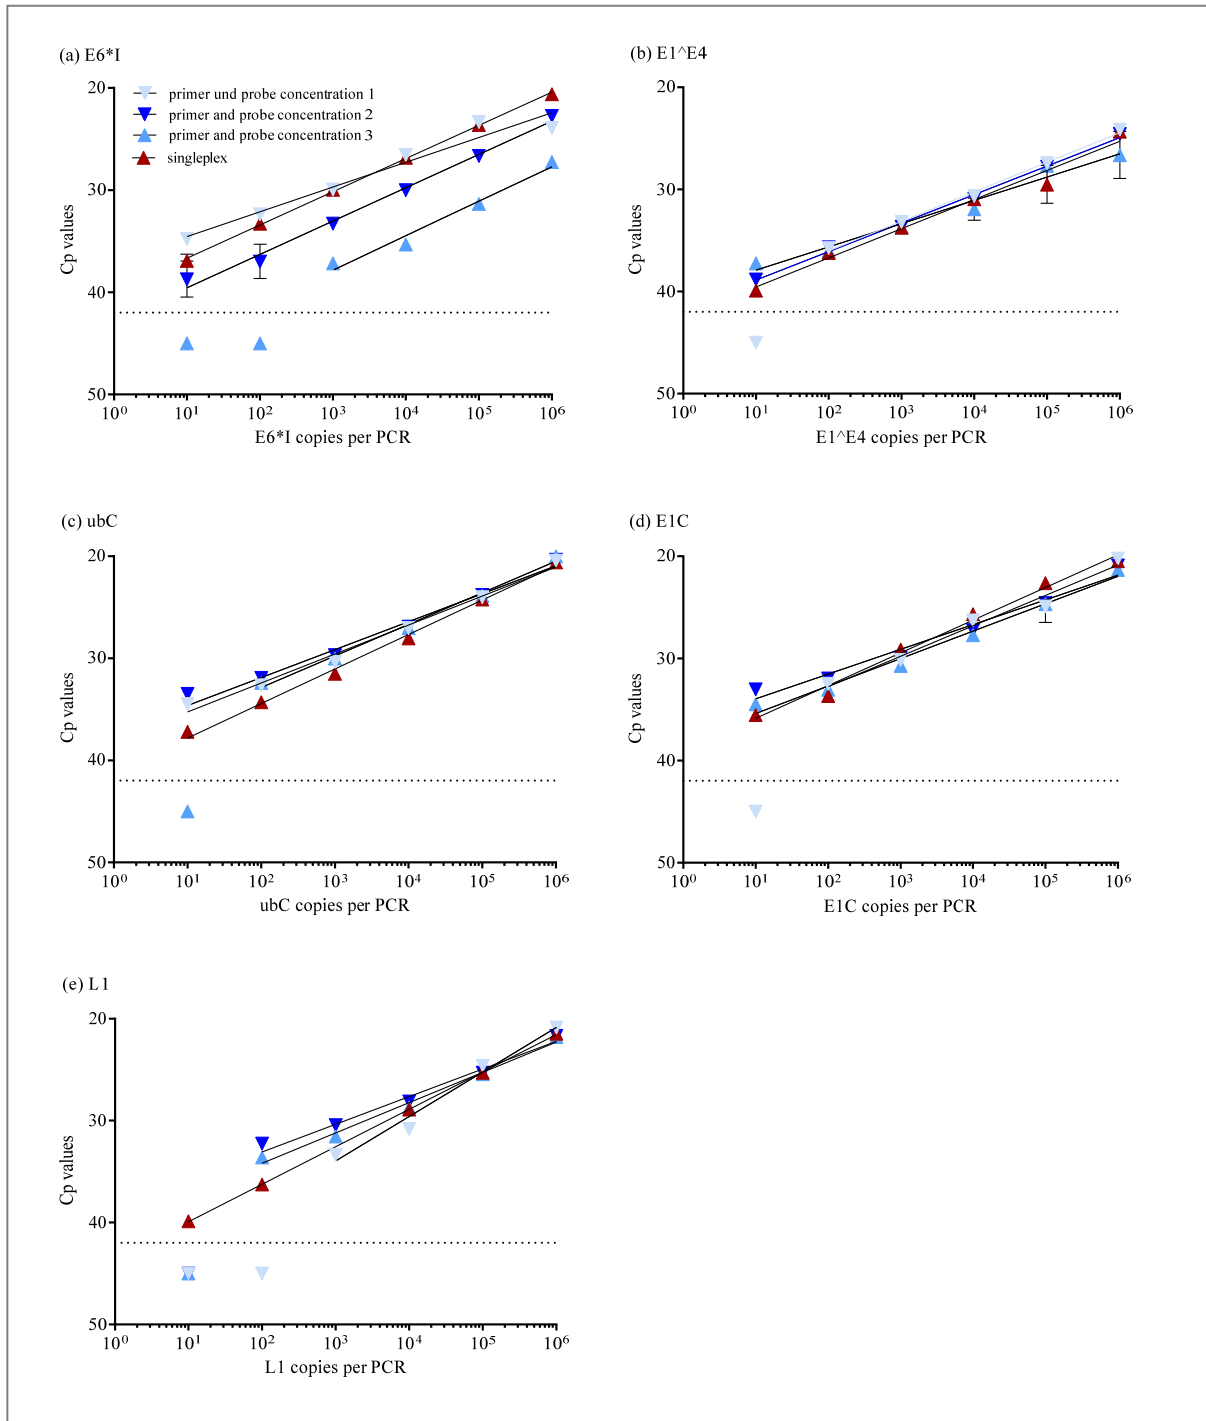 (a) E6*I
primer und probe concentration 1
primer and probe concentration 2
primer and probe concentration 3
singleplex
Cp values
20
30
40
50
10⁰ 10¹ 10² 10³ 10⁴ 10⁵ 10⁶
E6*I copies per PCR
(b) E1^E4
Cp values
20
30
40
50
10⁰ 10¹ 10² 10³ 10⁴ 10⁵ 10⁶
E1^E4 copies per PCR
(c) ubC
Cp values
20
30
40
50
10⁰ 10¹ 10² 10³ 10⁴ 10⁵ 10⁶
ubC copies per PCR
(d) E1C
Cp values
20
30
40
50
10⁰ 10¹ 10² 10³ 10⁴ 10⁵ 10⁶
E1C copies per PCR
(e) L1
Cp values
20
30
40
50
10⁰ 10¹ 10² 10³ 10⁴ 10⁵ 10⁶
L1 copies per PCR